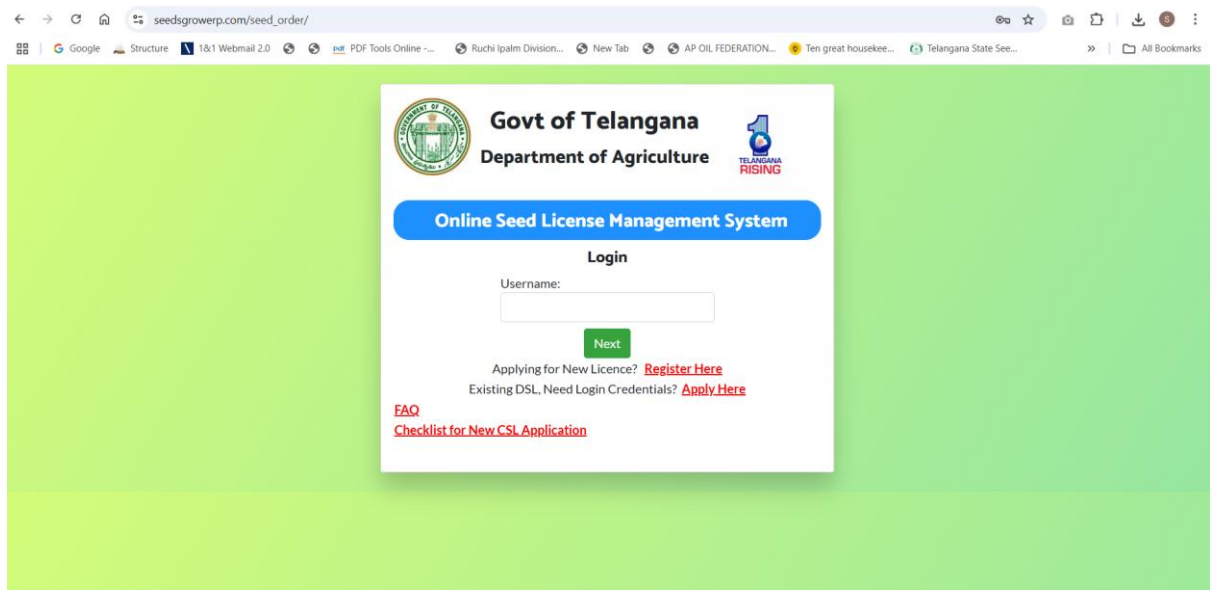 seedsgrowerp.com/seed_order/
S
Google Structure 1&1 Webmail 2.0 pdf PDF Tools Online -... Ruchi Ipalm Division... New Tab AP OIL FEDERATION... Ten great housekee... Telangana State See... » All Bookmarks
Govt of Telangana
Department of Agriculture
TELANGANA
RISING
Online Seed License Management System
Login
Username:
Next
Applying for New Licence? Register Here
Existing DSL, Need Login Credentials? Apply Here
FAQ
Checklist for New CSL Application